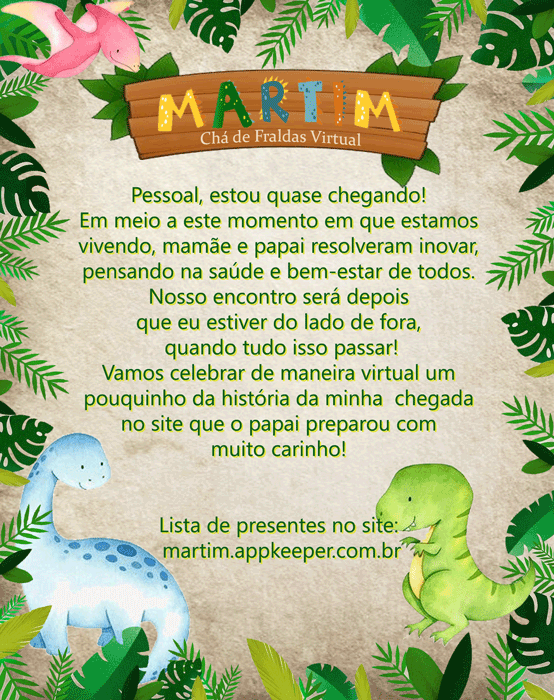 MARTIM
Chá de Fraldas Virtual
Pessoal, estou quase chegando!
Em meio a este momento em que estamos
vivendo, mamãe e papai resolveram inovar,
pensando na saúde e bem-estar de todos.
Nosso encontro será depois
que eu estiver do lado de fora,
quando tudo isso passar!
Vamos celebrar de maneira virtual um
pouquinho da história da minha chegada
no site que o papai preparou com
muito carinho!
Lista de presentes no site:
martim.appkeeper.com.br